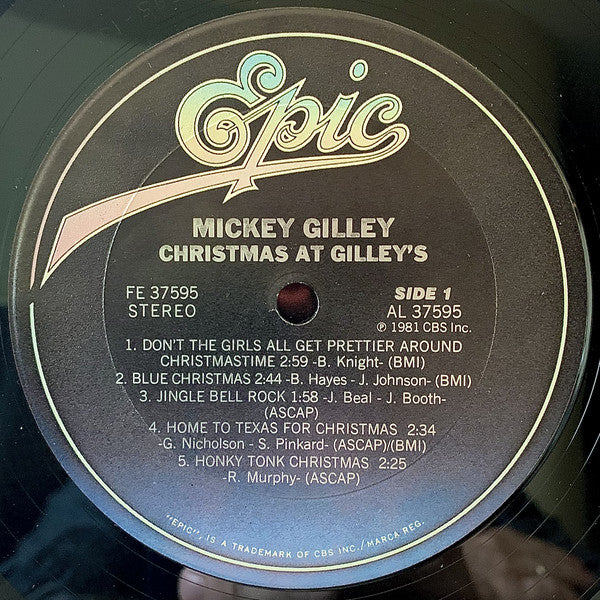 Epic
MICKEY GILLEY
CHRISTMAS AT GILLEY'S
FE 37595
STEREO
SIDE 1
AL 37595
℗ 1981 CBS Inc.
1. DON'T THE GIRLS ALL GET PRETTIER AROUND
CHRISTMASTIME 2:59 -B. Knight- (BMI)
2. BLUE CHRISTMAS 2:44 -B. Hayes - J. Johnson- (BMI)
3. JINGLE BELL ROCK 1:58 -J. Beal - J. Booth-
(ASCAP)
4. HOME TO TEXAS FOR CHRISTMAS 2:34
-G. Nicholson - S. Pinkard- (ASCAP)/(BMI)
5. HONKY TONK CHRISTMAS 2:25
-R. Murphy- (ASCAP)
"EPIC", IS A TRADEMARK OF CBS INC./MARCA REG.